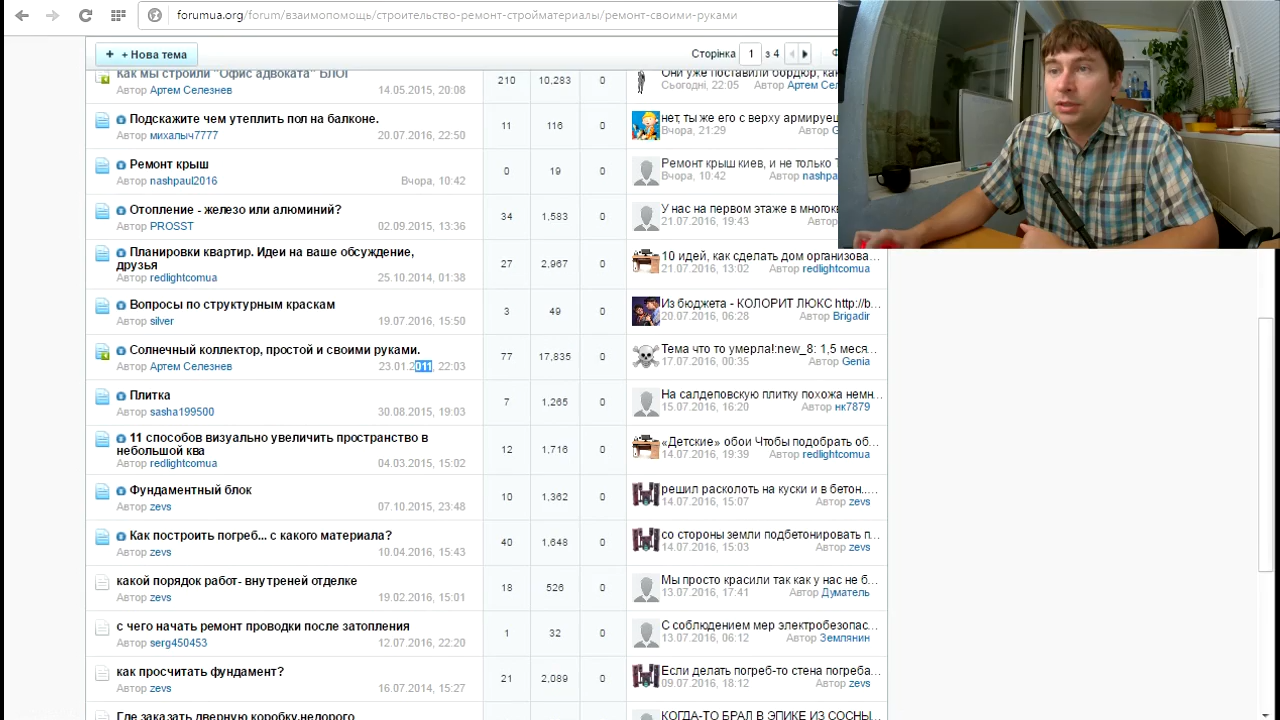 forumua.org/forum/взаимопомощь/строительство-ремонт-стройматериалы/ремонт-своими-руками
+ + Нова тема
Сторінка 1 з 4
Как мы строили "Офис адвоката" БЛОГ
Автор Артем Селезнев 14.05.2015, 20:08
210 10,283 0
Они уже поставили бордюр, как
Сьогодні, 22:05 Автор Артем Сел
Подскажите чем утеплить пол на балконе.
Автор михалыч7777 20.07.2016, 22:50
11 116 0
нет, ты же его с верху армируеш
Вчора, 21:29 Автор G
Ремонт крыш
Автор nashpaul2016 Вчора, 10:42
0 19 0
Ремонт крыш киев, и не только Т
Вчора, 10:42 Автор nashpa
Отопление - железо или алюминий?
Автор PROSST 02.09.2015, 13:36
34 1,583 0
У нас на первом этаже в многокв
21.07.2016, 19:43 Автор
Планировки квартир. Идеи на ваше обсуждение,
друзья
Автор redlightcomua 25.10.2014, 01:38
27 2,967 0
10 идей, как сделать дом организова...
21.07.2016, 13:02 Автор redlightcomua
Вопросы по структурным краскам
Автор silver 19.07.2016, 15:50
3 49 0
Из бюджета - КОЛОРИТ ЛЮКС http://b...
20.07.2016, 06:28 Автор Brigadir
Солнечный коллектор, простой и своими руками.
Автор Артем Селезнев 23.01.2011, 22:03
77 17,835 0
Тема что то умерла!:new_8: 1,5 меся...
17.07.2016, 00:35 Автор Genia
Плитка
Автор sasha199500 30.08.2015, 19:03
7 1,265 0
На салдеповскую плитку похожа немн...
15.07.2016, 16:20 Автор нк7879
11 способов визуально увеличить пространство в
небольшой ква
Автор redlightcomua 04.03.2015, 15:02
12 1,716 0
«Детские» обои Чтобы подобрать об...
14.07.2016, 19:39 Автор redlightcomua
Фундаментный блок
Автор zevs 07.10.2015, 23:48
10 1,362 0
решил расколоть на куски и в бетон....
14.07.2016, 15:07 Автор zevs
Как построить погреб... с какого материала?
Автор zevs 10.04.2016, 15:43
40 1,648 0
со стороны земли подбетонировать п...
14.07.2016, 15:03 Автор zevs
какой порядок работ- внутреней отделке
Автор zevs 19.02.2016, 15:01
18 526 0
Мы просто красили так как у нас не б...
13.07.2016, 17:41 Автор Думатель
с чего начать ремонт проводки после затопления
Автор serg450453 12.07.2016, 22:20
1 32 0
С соблюдением мер электробезопас...
13.07.2016, 06:12 Автор Землянин
как просчитать фундамент?
Автор zevs 16.07.2014, 15:27
21 2,089 0
Если делать погреб-то стена погреба...
09.07.2016, 18:12 Автор zevs
Где заказать дверную коробку,недорого
КОГДА-ТО БРАЛ В ЭПИКЕ ИЗ СОСНЫ...